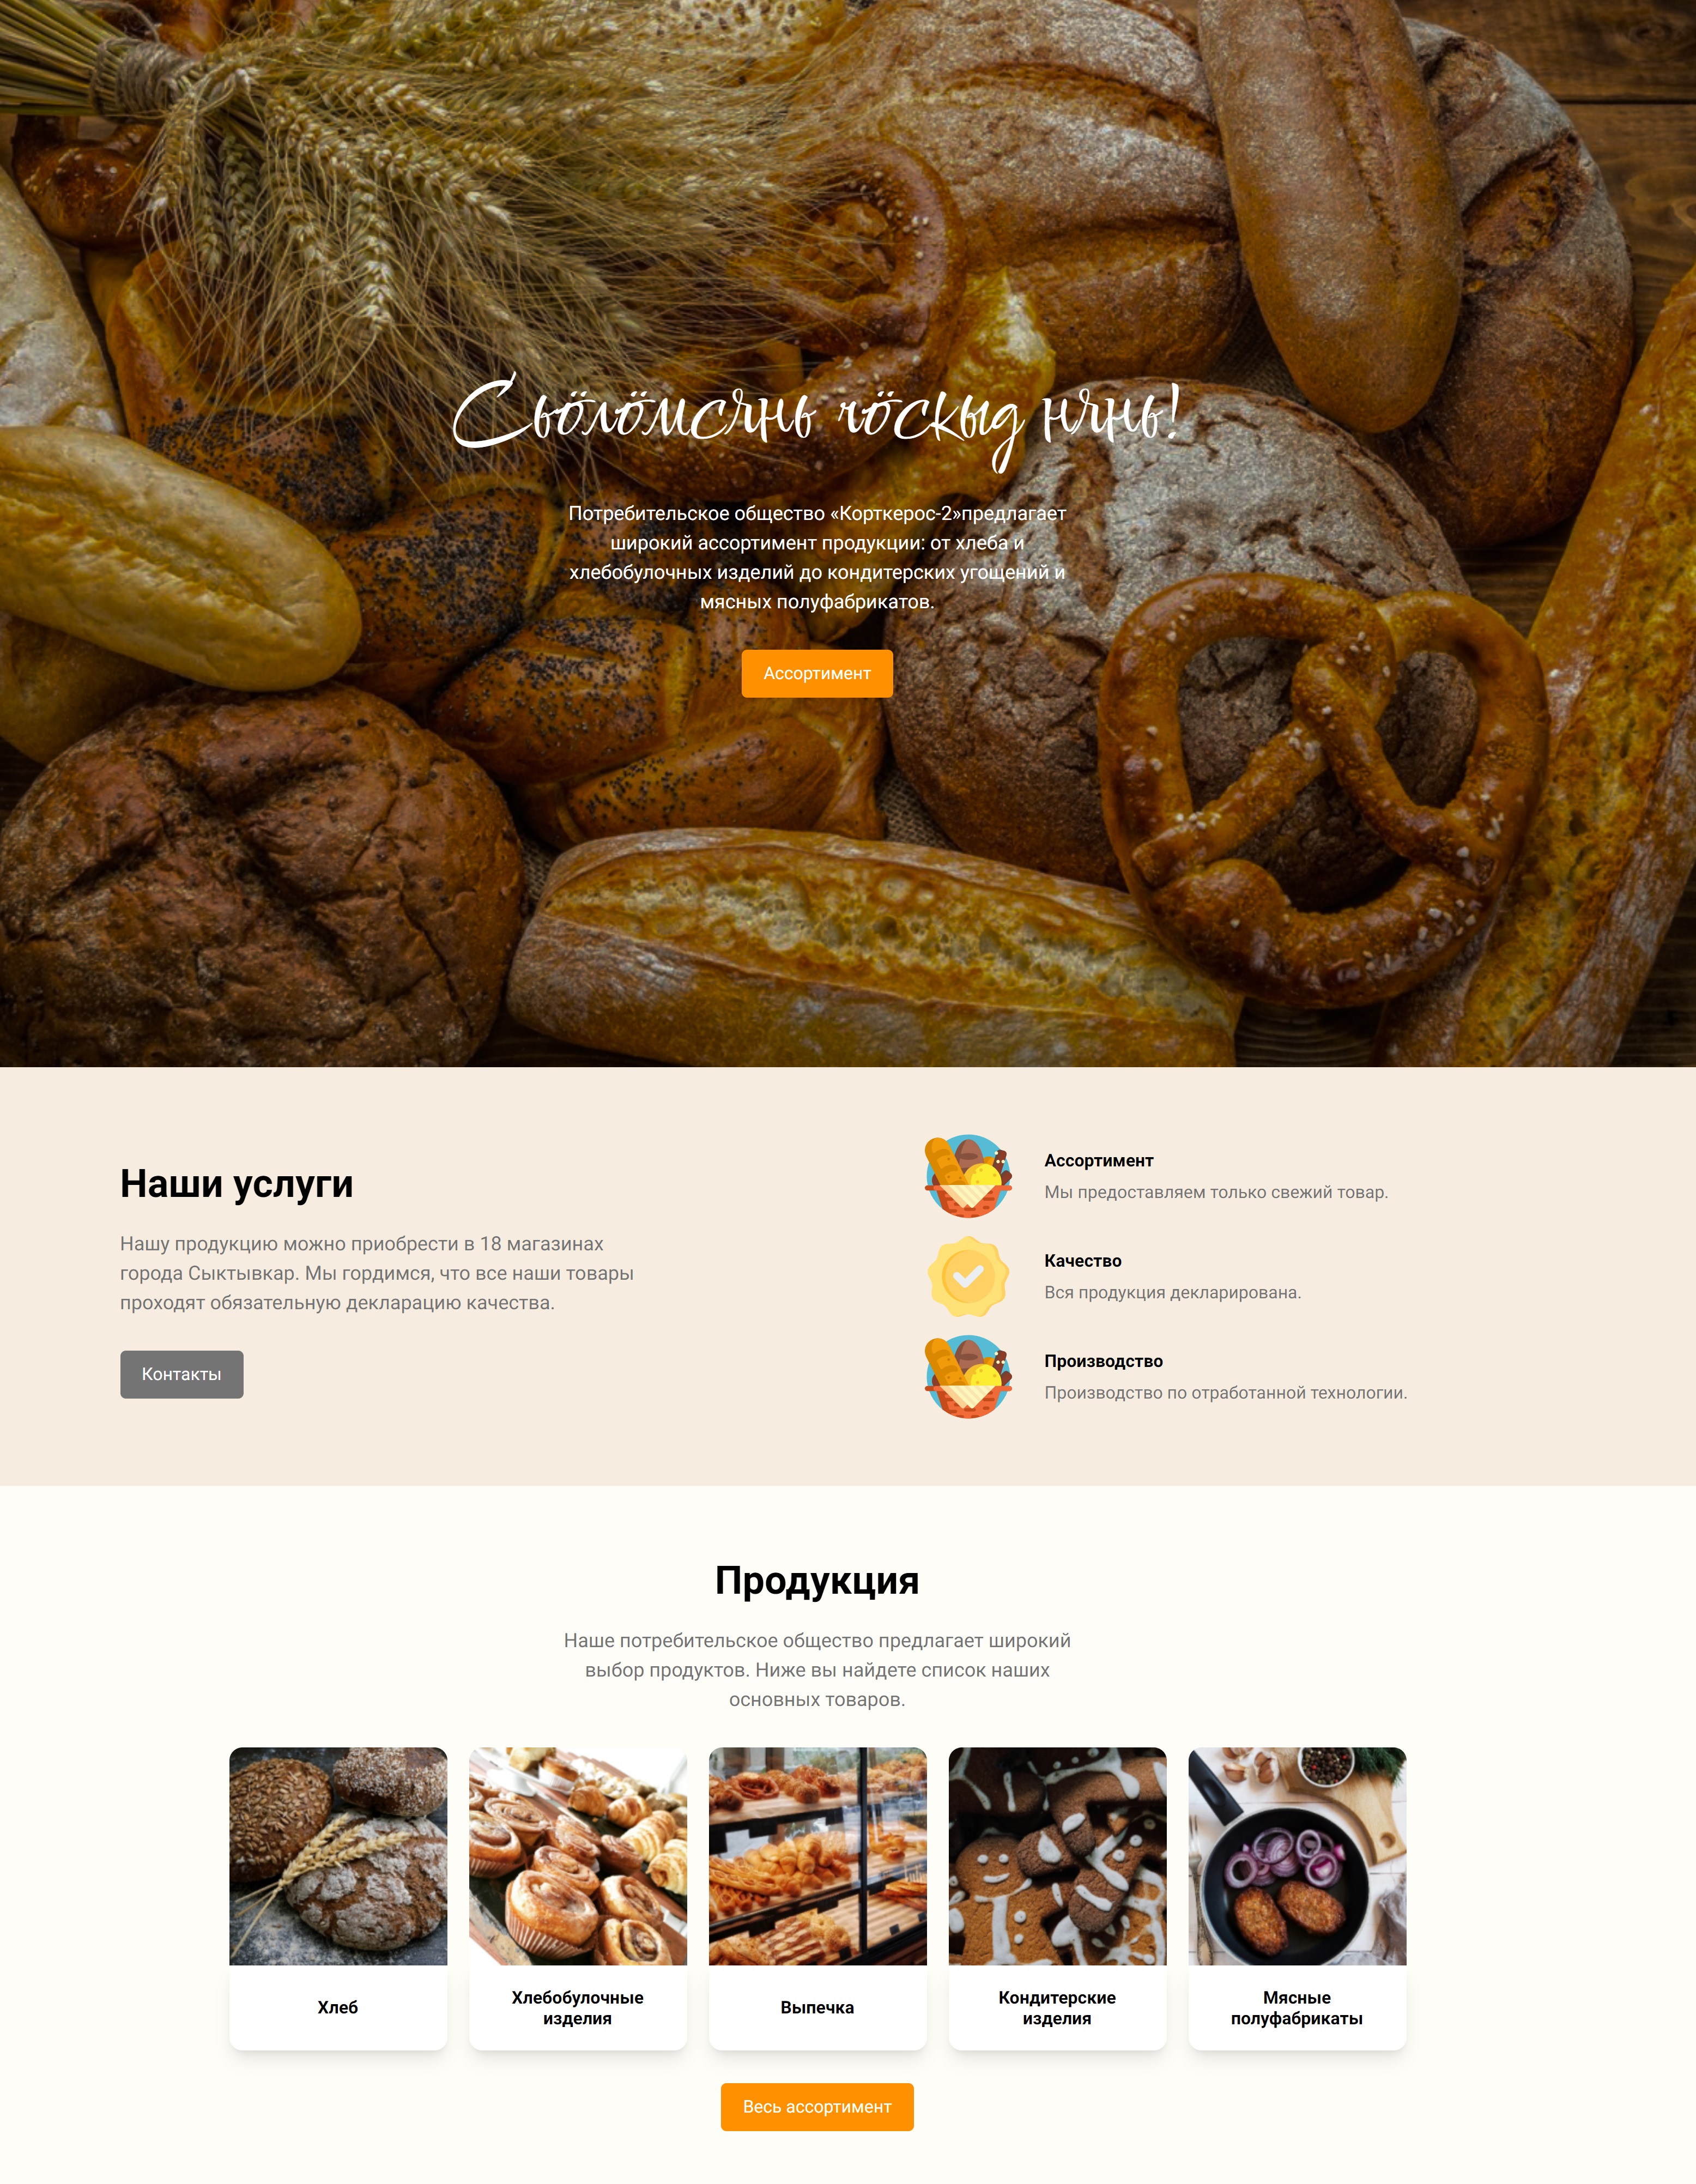 Сьӧлӧмсянь чӧскыд нянь!
Потребительское общество «Корткерос-2»предлагает
широкий ассортимент продукции: от хлеба и
хлебобулочных изделий до кондитерских угощений и
мясных полуфабрикатов.
Ассортимент
Наши услуги
Нашу продукцию можно приобрести в 18 магазинах
города Сыктывкар. Мы гордимся, что все наши товары
проходят обязательную декларацию качества.
Контакты
Ассортимент
Мы предоставляем только свежий товар.
Качество
Вся продукция декларирована.
Производство
Производство по отработанной технологии.
Продукция
Наше потребительское общество предлагает широкий
выбор продуктов. Ниже вы найдете список наших
основных товаров.
Хлеб
Хлебобулочные
изделия
Выпечка
Кондитерские
изделия
Мясные
полуфабрикаты
Весь ассортимент